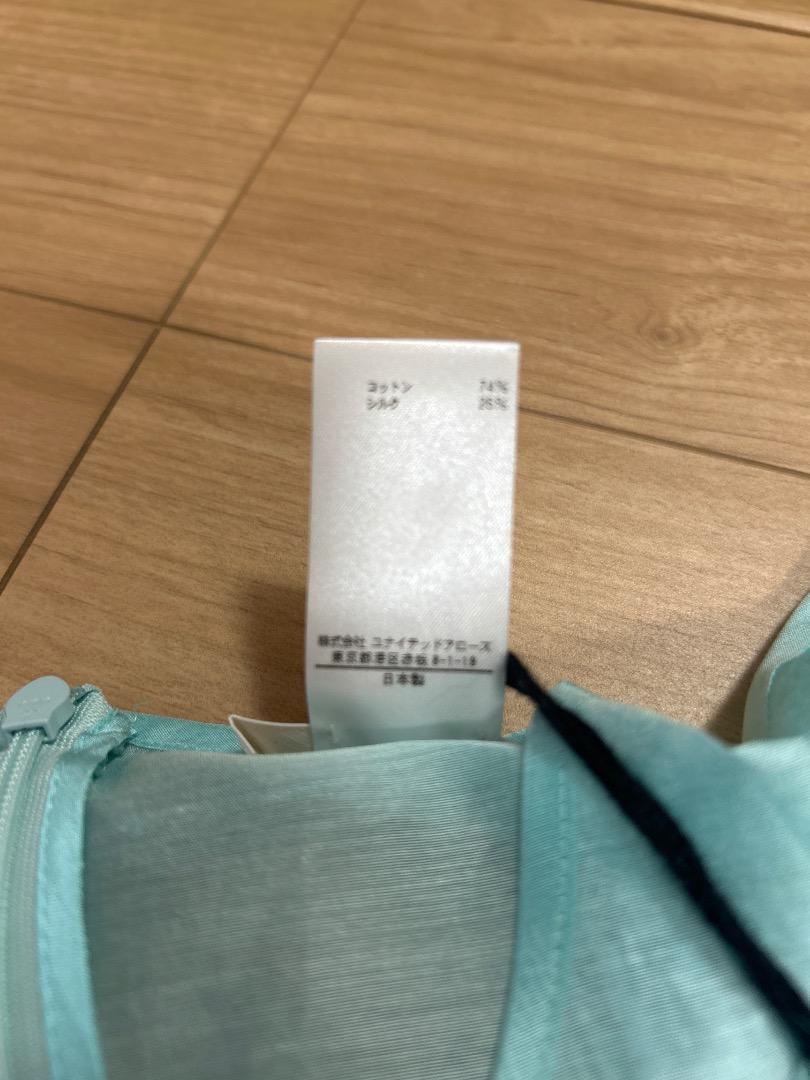 コットン 74%
シルク 26%
株式会社 ユナイテッドアローズ
東京都港区赤坂 8-1-19
日本製